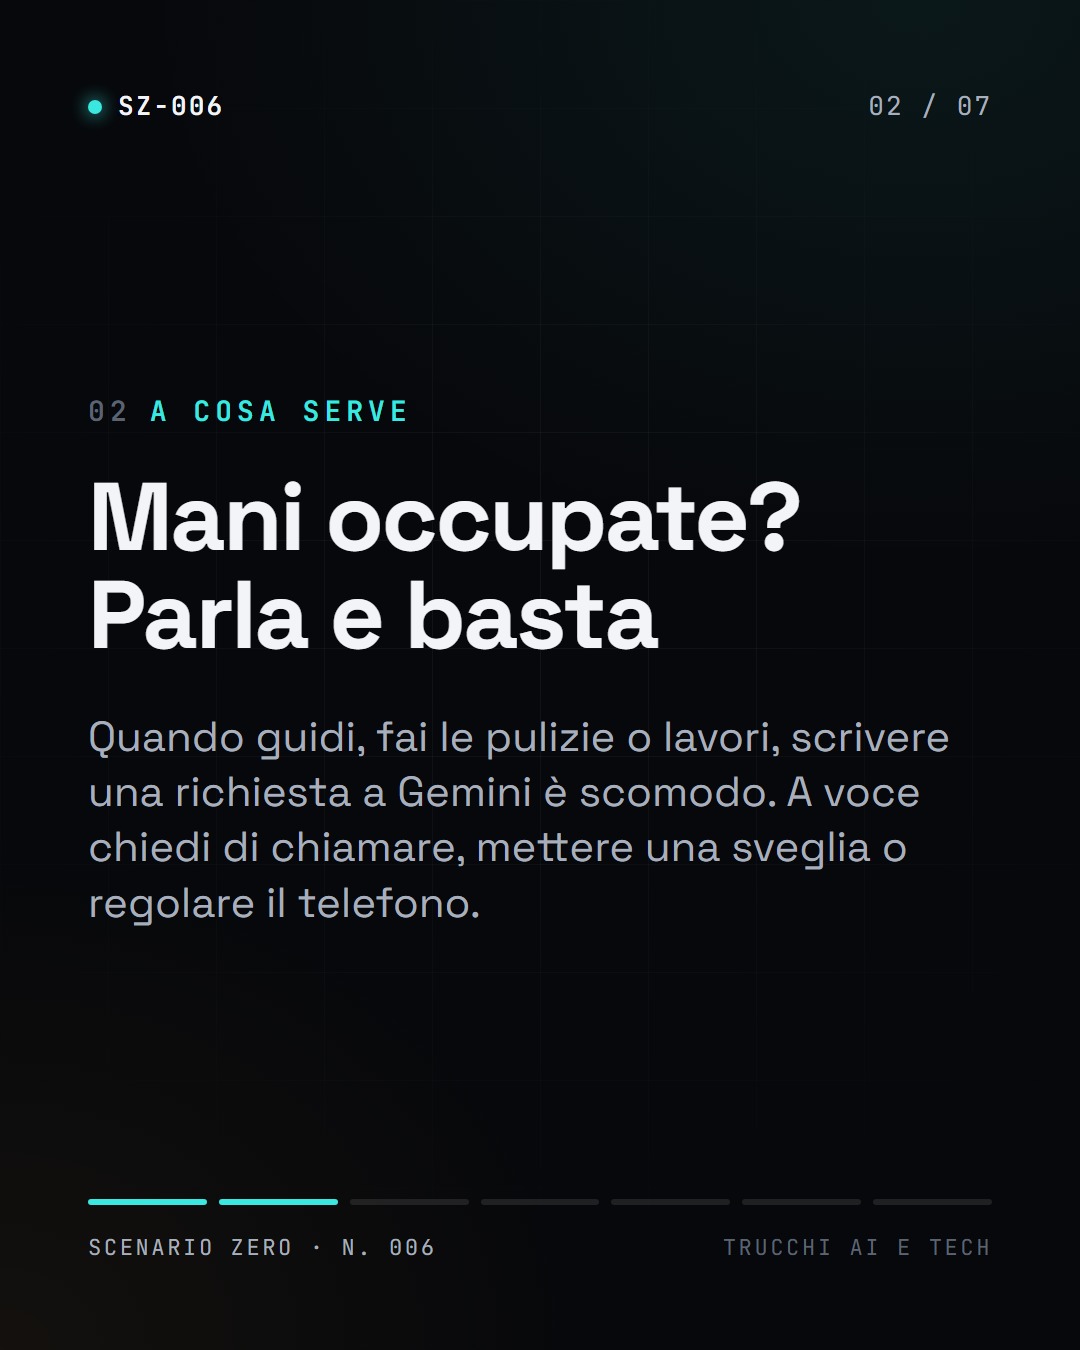 SZ-006
02 / 07
02 A COSA SERVE
Mani occupate?
Parla e basta
Quando guidi, fai le pulizie o lavori, scrivere
una richiesta a Gemini è scomodo. A voce
chiedi di chiamare, mettere una sveglia o
regolare il telefono.
SCENARIO ZERO · N. 006
TRUCCHI AI E TECH